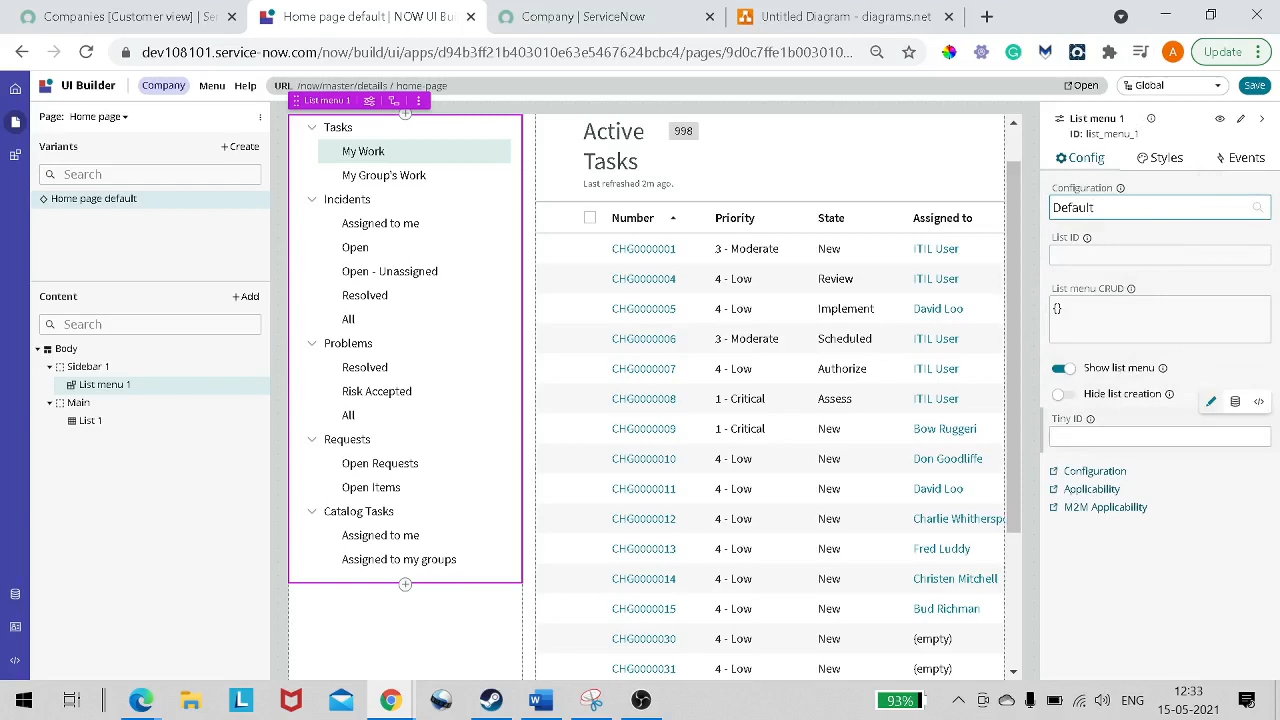 Companies [Customer view] | Se
Home page default | NOW UI Buil
Company | ServiceNow
Untitled Diagram - diagrams.net
dev108101.service-now.com/now/build/ui/apps/d94b3ff21b403010e63e5467624bcbc4/pages/9d0c7ffe1b003010...
A
Update
UI Builder
Company
Menu
Help
URL /now/master/details / home-page
Open
Global
Save
Page: Home page
Variants
+ Create
Search
Home page default
Content
+ Add
Search
Body
Sidebar 1
List menu 1
Main
List 1
List menu 1
Tasks
My Work
My Group's Work
Incidents
Assigned to me
Open
Open - Unassigned
Resolved
All
Problems
Resolved
Risk Accepted
All
Requests
Open Requests
Open Items
Catalog Tasks
Assigned to me
Assigned to my groups
Active Tasks
998
Last refreshed 2m ago.
Number Priority State Assigned to
CHG0000001 3 - Moderate New ITIL User
CHG0000004 4 - Low Review ITIL User
CHG0000005 4 - Low Implement David Loo
CHG0000006 3 - Moderate Scheduled ITIL User
CHG0000007 4 - Low Authorize ITIL User
CHG0000008 1 - Critical Assess ITIL User
CHG0000009 1 - Critical New Bow Ruggeri
CHG0000010 4 - Low New Don Goodliffe
CHG0000011 4 - Low New David Loo
CHG0000012 4 - Low New Charlie Whitherspo
CHG0000013 4 - Low New Fred Luddy
CHG0000014 4 - Low New Christen Mitchell
CHG0000015 4 - Low New Bud Richman
CHG0000030 4 - Low New (empty)
CHG0000031 4 - Low New (empty)
List menu 1
ID: list_menu_1
Config
Styles
Events
Configuration
Default
List ID
List menu CRUD
{}
Show list menu
Hide list creation
Tiny ID
Configuration
Applicability
M2M Applicability
93%
ENG
12:33
15-05-2021